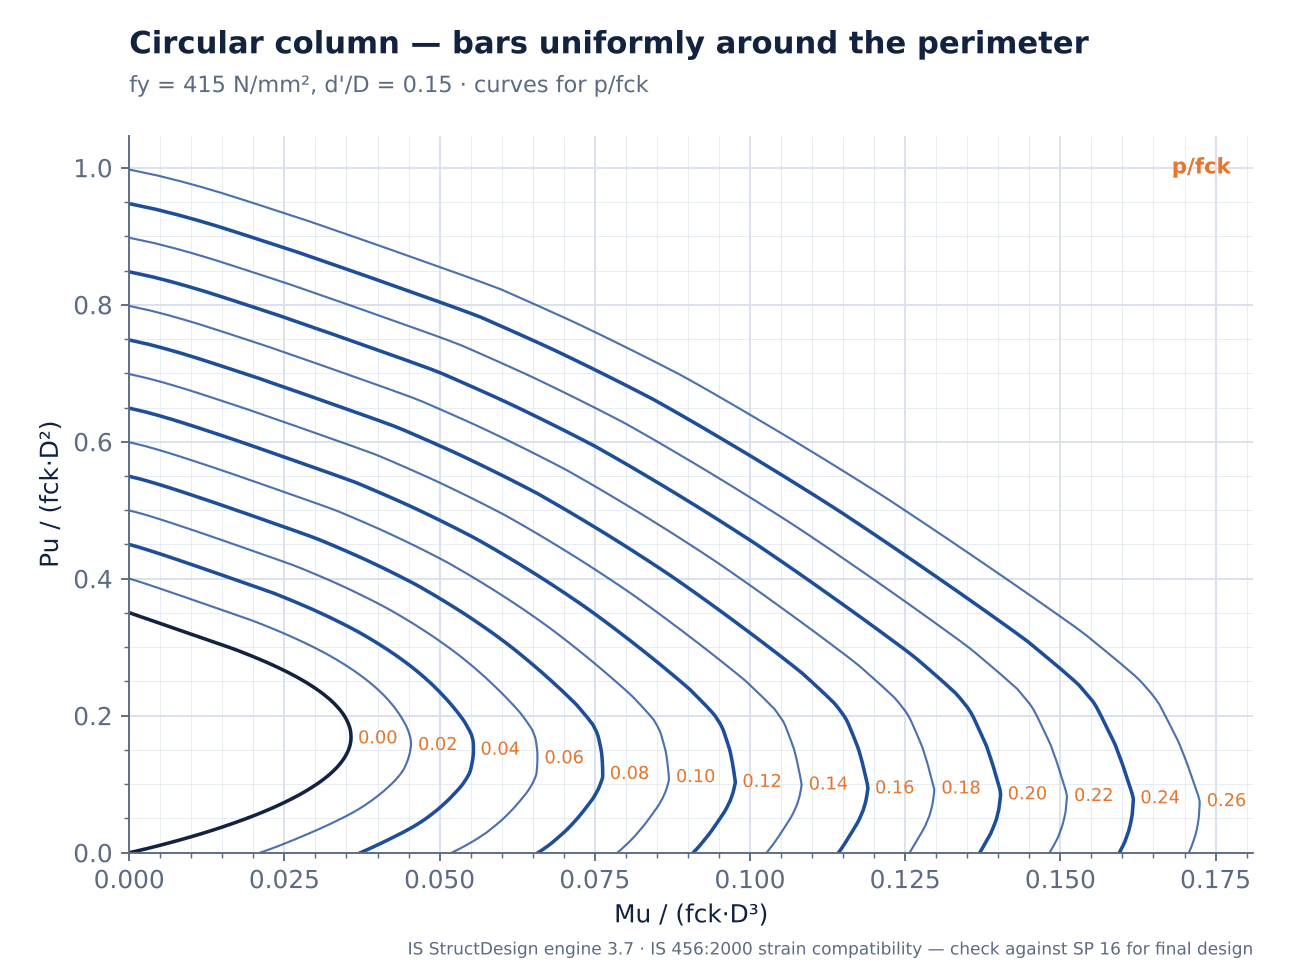 Circular column — bars uniformly around the perimeter
fy = 415 N/mm², d'/D = 0.15 · curves for p/fck
p/fck
1.0
0.8
0.6
0.4
0.2
0.0
Pu / (fck·D²)
0.00
0.02
0.04
0.06
0.08
0.10
0.12
0.14
0.16
0.18
0.20
0.22
0.24
0.26
0.000 0.025 0.050 0.075 0.100 0.125 0.150 0.175
Mu / (fck·D³)
IS StructDesign engine 3.7 · IS 456:2000 strain compatibility — check against SP 16 for final design